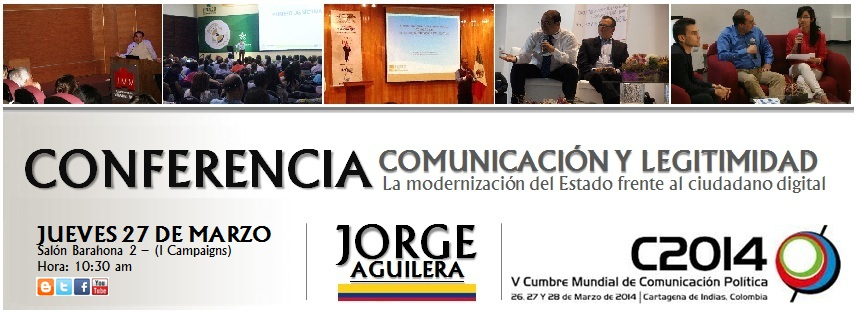 CONFERENCIA
COMUNICACIÓN Y LEGITIMIDAD
La modernización del Estado frente al ciudadano digital
JUEVES 27 DE MARZO
Salón Barahona 2 – (I Campaigns)
Hora: 10:30 am
You
Tube
JORGE
AGUILERA
C2014
V Cumbre Mundial de Comunicación Política
26, 27 Y 28 de Marzo de 2014 | Cartagena de Indias, Colombia